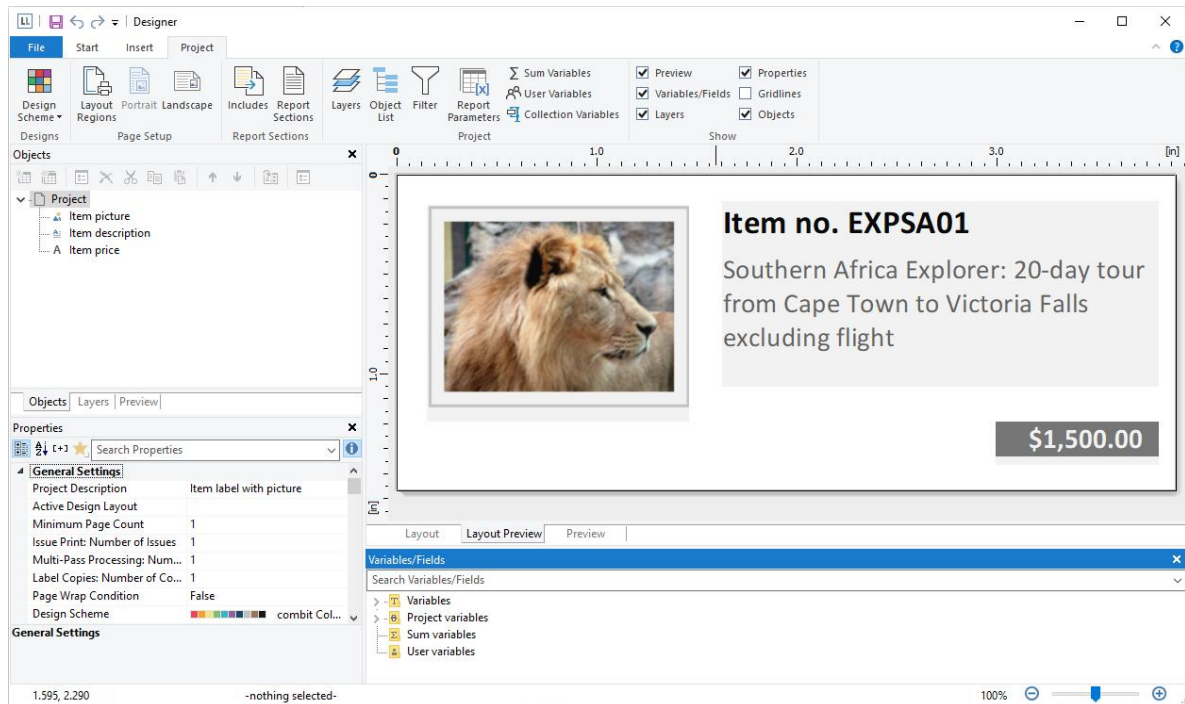 LL Designer
File Start Insert Project
Design Scheme
Layout Regions
Portrait
Landscape
Includes
Report Sections
Layers
Object List
Filter
Report Parameters
Sum Variables
User Variables
Collection Variables
Preview
Properties
Variables/Fields
Gridlines
Layers
Objects
Designs Page Setup Report Sections Project Show
Objects
Project
Item picture
Item description
Item price
Objects Layers Preview
Properties
Search Properties
General Settings
Project Description Item label with picture
Active Design Layout
Minimum Page Count 1
Issue Print: Number of Issues 1
Multi-Pass Processing: Num... 1
Label Copies: Number of Co... 1
Page Wrap Condition False
Design Scheme combit Col...
General Settings
0 1.0 2.0 3.0 [in]
0
1.0
[in]
Item no. EXPSA01
Southern Africa Explorer: 20-day tour
from Cape Town to Victoria Falls
excluding flight
$1,500.00
Layout Layout Preview Preview
Variables/Fields
Search Variables/Fields
Variables
Project variables
Sum variables
User variables
1.595, 2.290 -nothing selected- 100%